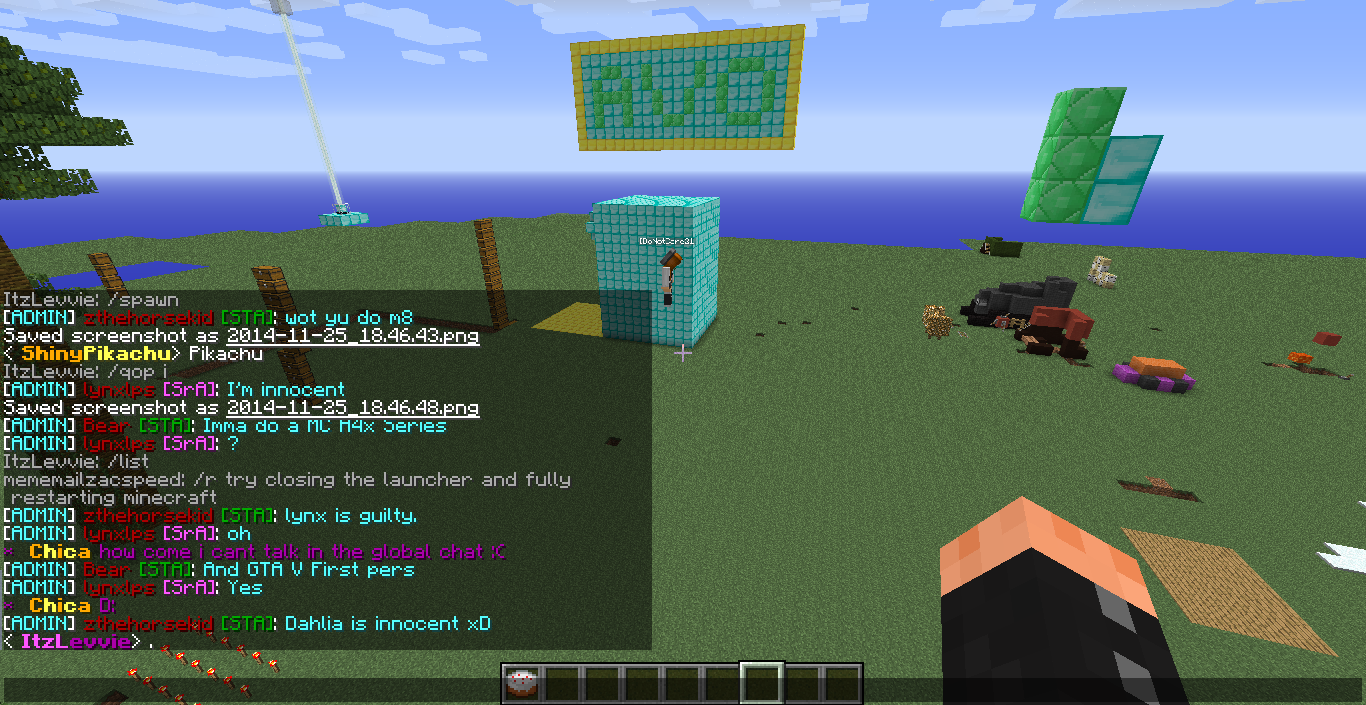 AVO
[DoNotCare3]
ItzLevvie: /spawn
[ADMIN] zthehorsekid [STA]: wot yu do m8
Saved screenshot as 2014-11-25_18.46.43.png
< ShinyPikachu> Pikachu
ItzLevvie: /qop i
[ADMIN] lynxlps [SrA]: I'm innocent
Saved screenshot as 2014-11-25_18.46.48.png
[ADMIN] Bear [STA]: Imma do a MC H4x Series
[ADMIN] lynxlps [SrA]: ?
ItzLevvie: /list
mememailzacspeed: /r try closing the launcher and fully
restarting minecraft
[ADMIN] zthehorsekid [STA]: lynx is guilty.
[ADMIN] lynxlps [SrA]: oh
* Chica how come i cant talk in the global chat ;C
[ADMIN] Bear [STA]: And GTA V First pers
[ADMIN] lynxlps [SrA]: Yes
* Chica D:
[ADMIN] zthehorsekid [STA]: Dahlia is innocent xD
< ItzLevvie> .